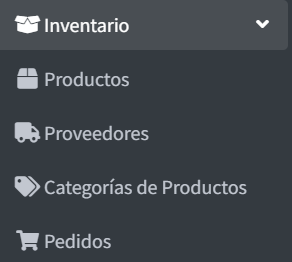 Inventario
Productos
Proveedores
Categorías de Productos
Pedidos